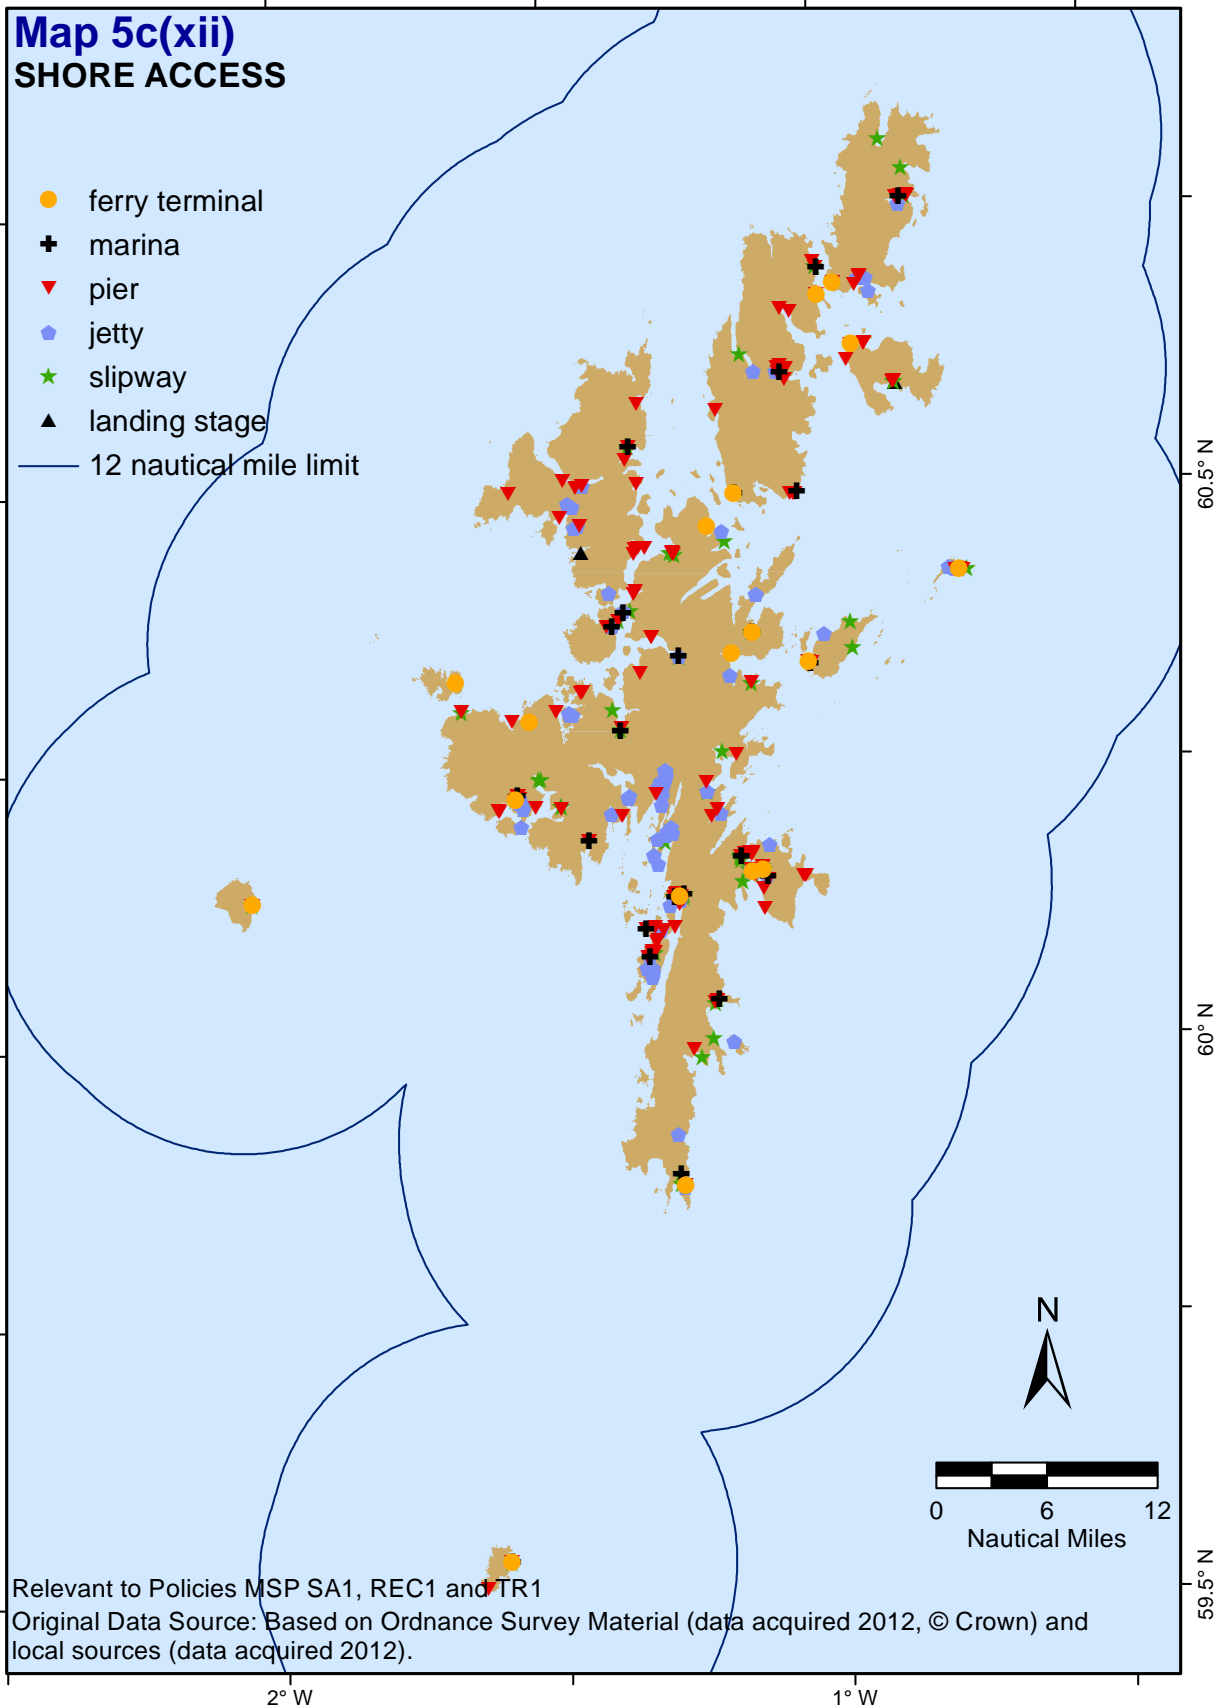 Map 5c(xii)
SHORE ACCESS
ferry terminal
marina
pier
jetty
slipway
landing stage
12 nautical mile limit
60.5° N
60° N
59.5° N
N
0 6 12
Nautical Miles
Relevant to Policies MSP SA1, REC1 and TR1
Original Data Source: Based on Ordnance Survey Material (data acquired 2012, © Crown) and
local sources (data acquired 2012).
2° W 1° W